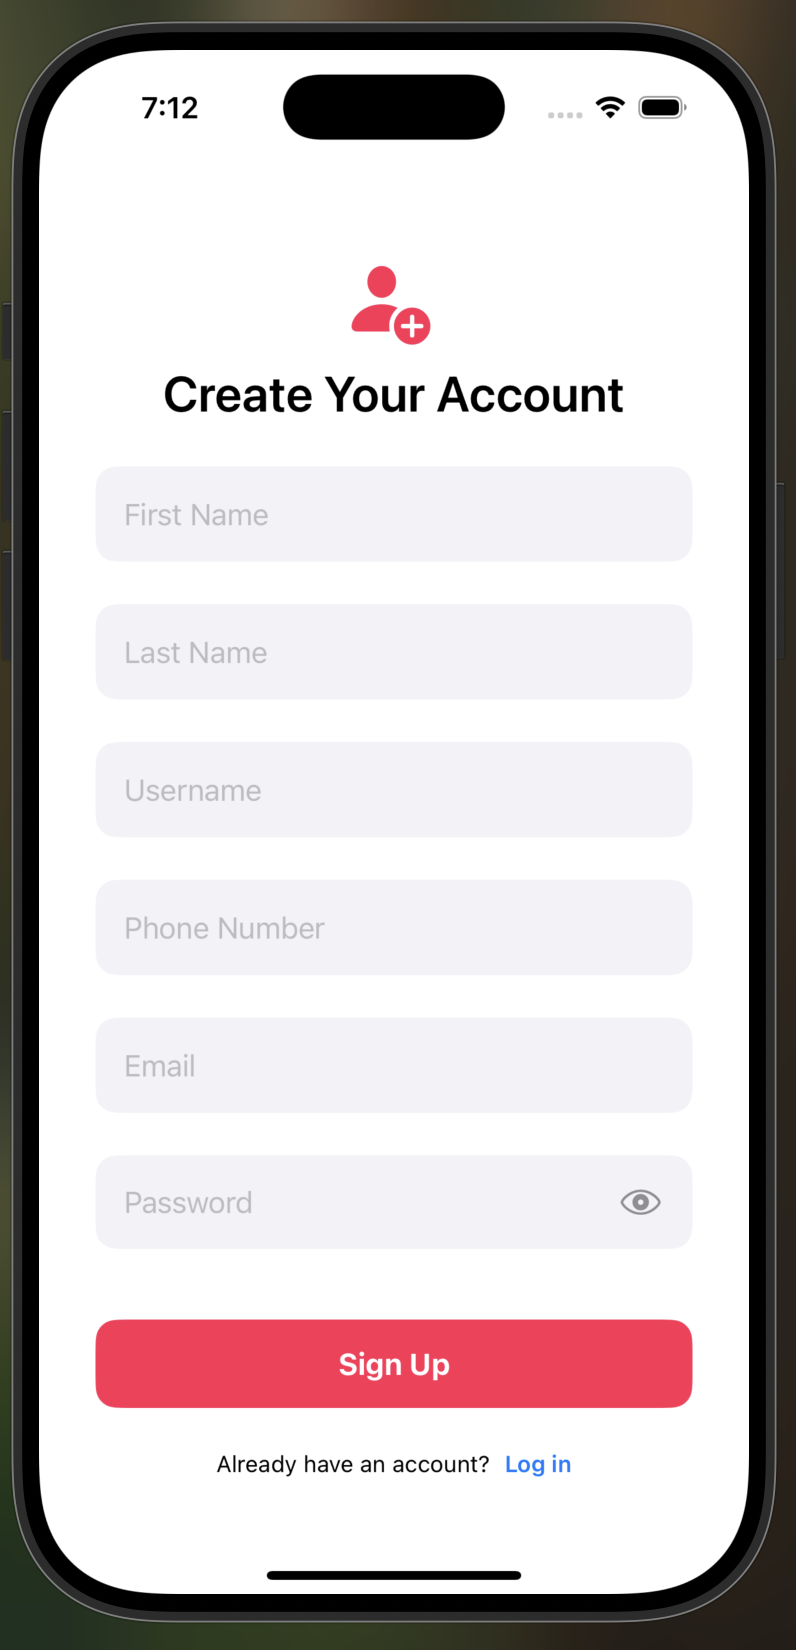 7:12
Create Your Account
First Name
Last Name
Username
Phone Number
Email
Password
Sign Up
Already have an account? Log in